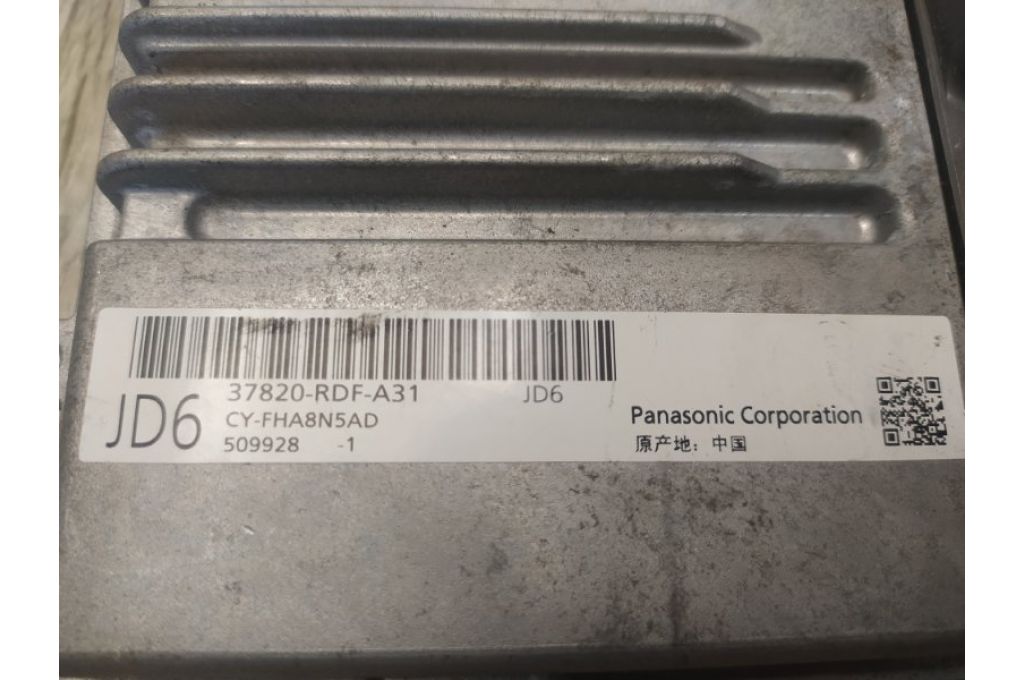 37820-RDF-A31 JD6
JD6
CY-FHA8N5AD
509928 -1
Panasonic Corporation
原产地: 中国